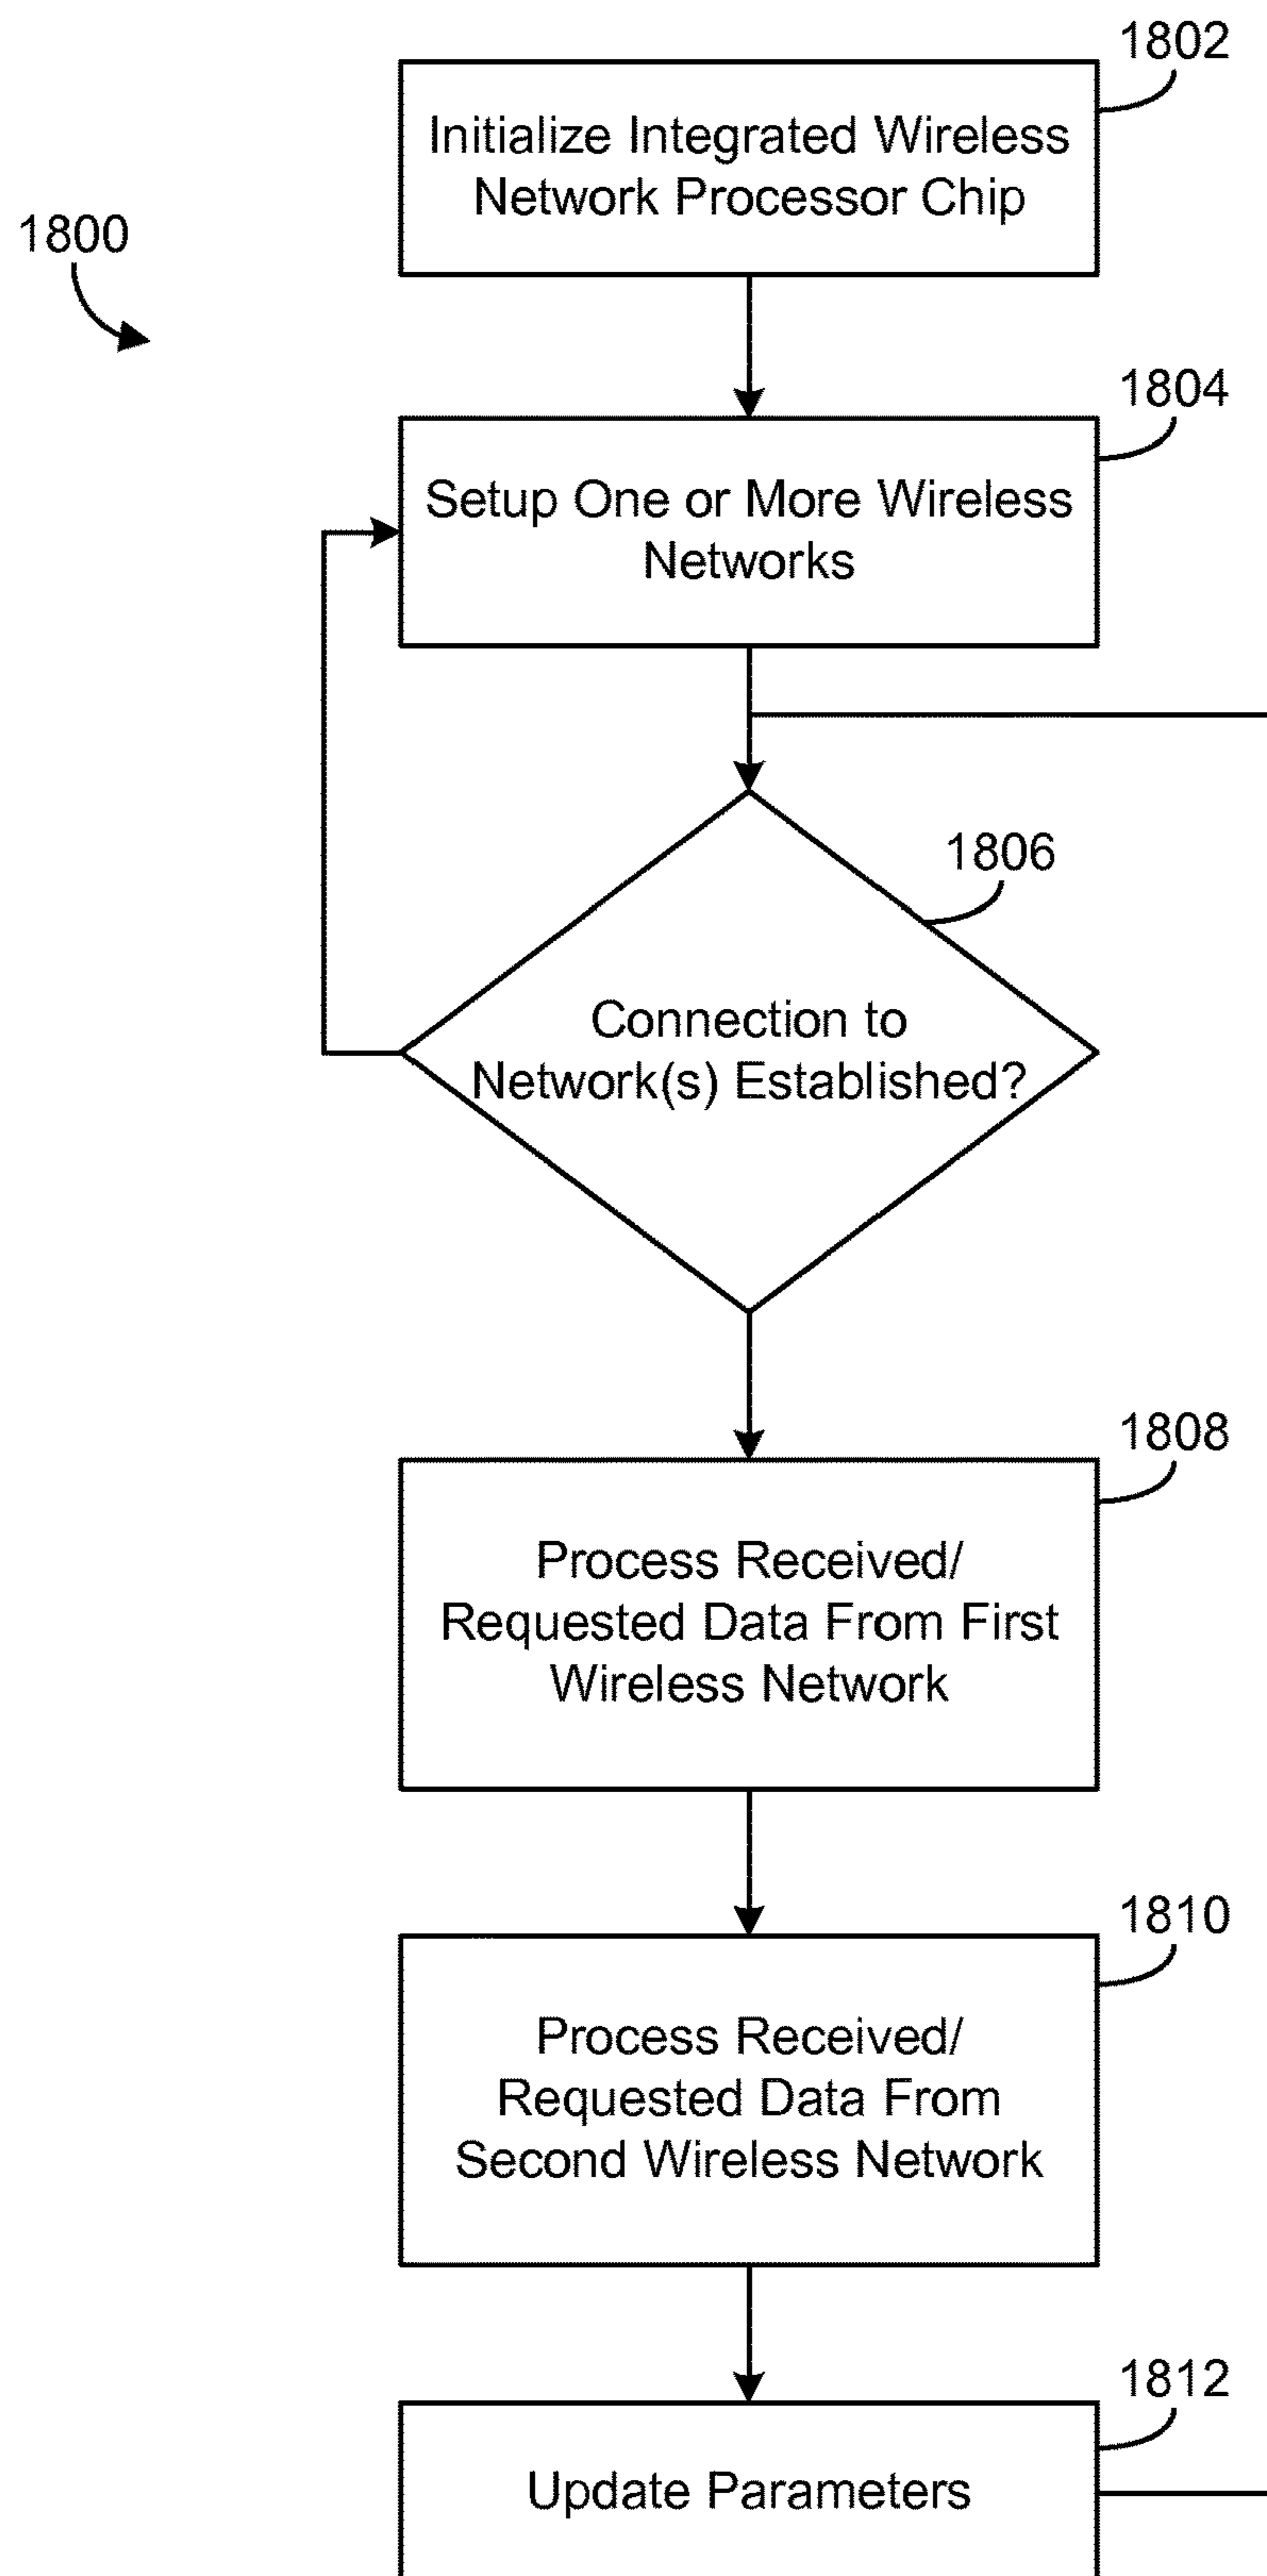 1802
Initialize Integrated Wireless
Network Processor Chip
1800
1804
Setup One or More Wireless
Networks
1806
Connection to
Network(s) Established?
1808
Process Received/
Requested Data From First
Wireless Network
1810
Process Received/
Requested Data From
Second Wireless Network
1812
Update Parameters